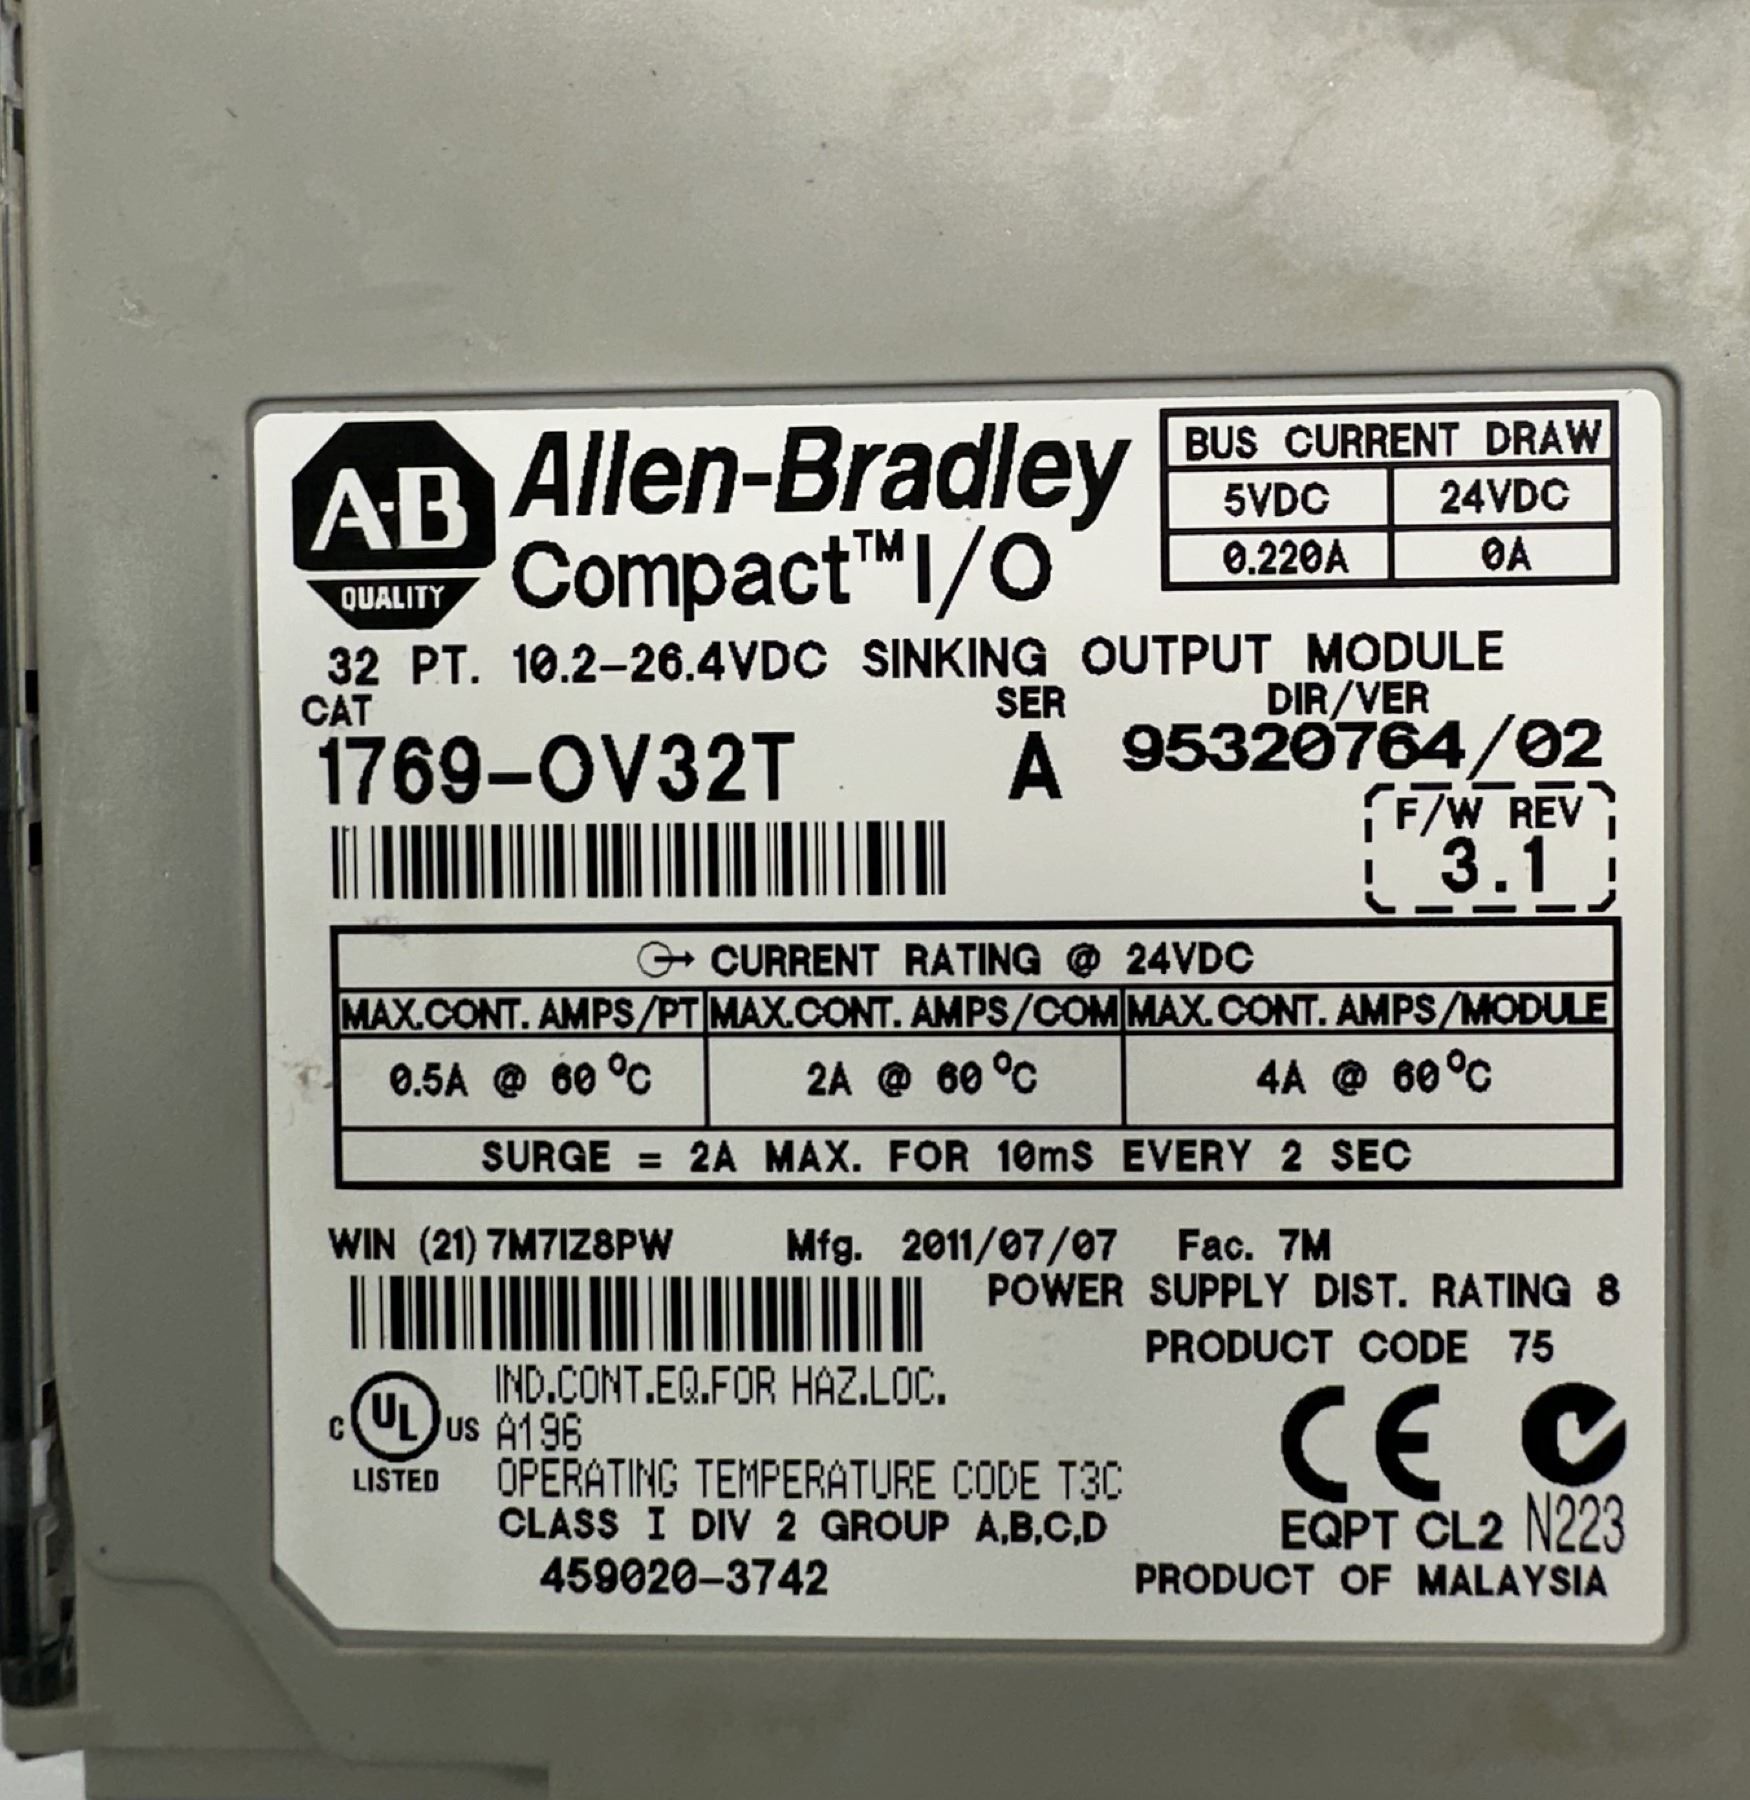 A-B
QUALITY
Allen-Bradley
Compact™ I/O
BUS CURRENT DRAW
5VDC 24VDC
0.220A 0A
32 PT. 10.2-26.4VDC SINKING OUTPUT MODULE
CAT SER DIR/VER
1769-OV32T A 95320764/02
F/W REV
3.1
CURRENT RATING @ 24VDC
MAX.CONT. AMPS/PT MAX.CONT. AMPS/COM MAX.CONT. AMPS/MODULE
0.5A @ 60 °C 2A @ 60 °C 4A @ 60 °C
SURGE = 2A MAX. FOR 10mS EVERY 2 SEC
WIN (21) 7M7IZ8PW Mfg. 2011/07/07 Fac. 7M
POWER SUPPLY DIST. RATING 8
PRODUCT CODE 75
C UL US
LISTED
IND.CONT.EQ.FOR HAZ.LOC.
A196
OPERATING TEMPERATURE CODE T3C
CLASS I DIV 2 GROUP A,B,C,D
459020-3742
CE
EQPT CL2 N223
PRODUCT OF MALAYSIA